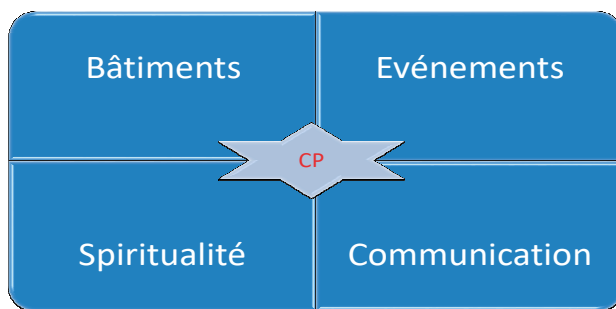 Bâtiments
Evénements
CP
Spiritualité
Communication